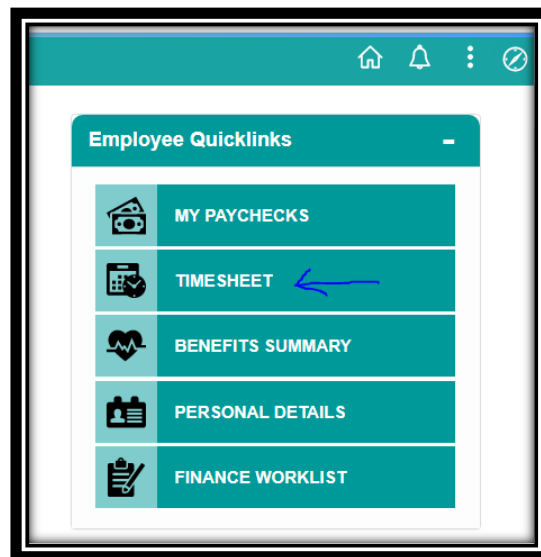 Employee Quicklinks
MY PAYCHECKS
TIMESHEET
BENEFITS SUMMARY
PERSONAL DETAILS
FINANCE WORKLIST